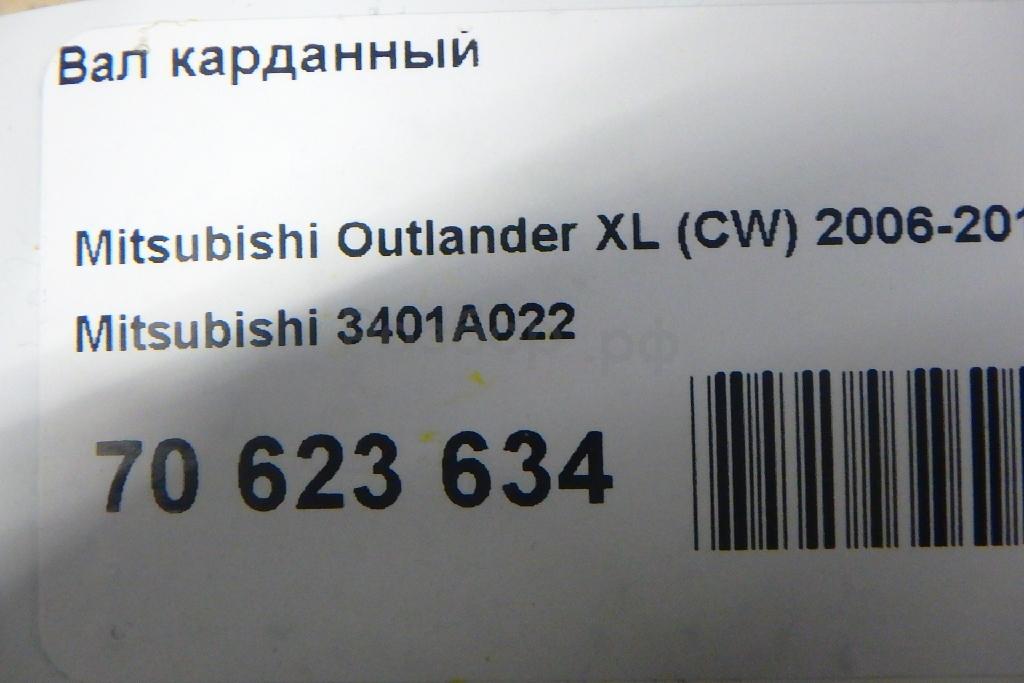 Вал карданный
Mitsubishi Outlander XL (CW) 2006-201
Mitsubishi 3401A022
70 623 634